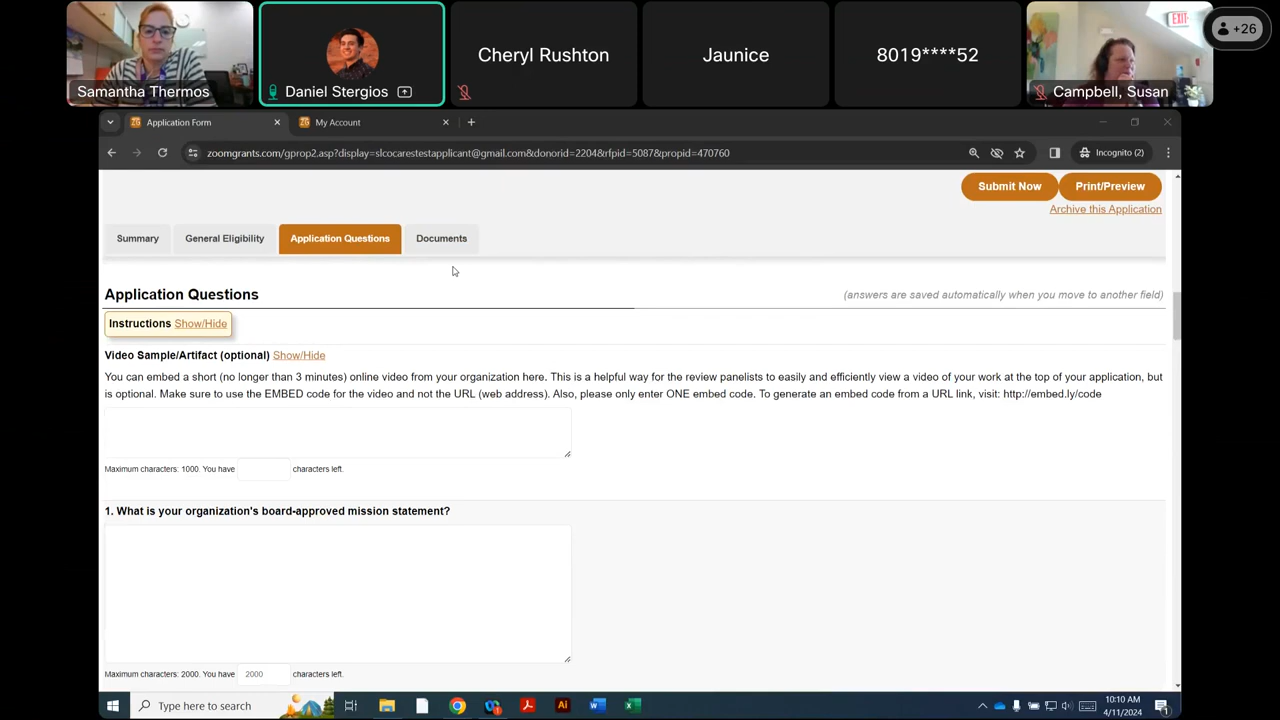 Samantha Thermos
Daniel Stergios
Cheryl Rushton
Jaunice
8019****52
EXIT
Campbell, Susan
+26
Application Form
My Account
zoomgrants.com/gprop2.asp?display=slcocarestestapplicant@gmail.com&donorid=2204&rfpid=5087&propid=470760
Incognito (2)
Submit Now
Print/Preview
Archive this Application
Summary
General Eligibility
Application Questions
Documents
Application Questions
(answers are saved automatically when you move to another field)
Instructions Show/Hide
Video Sample/Artifact (optional) Show/Hide
You can embed a short (no longer than 3 minutes) online video from your organization here. This is a helpful way for the review panelists to easily and efficiently view a video of your work at the top of your application, but
is optional. Make sure to use the EMBED code for the video and not the URL (web address). Also, please only enter ONE embed code. To generate an embed code from a URL link, visit: http://embed.ly/code
Maximum characters: 1000. You have characters left.
1. What is your organization's board-approved mission statement?
Maximum characters: 2000. You have 2000 characters left.
Type here to search
10:10 AM
4/11/2024